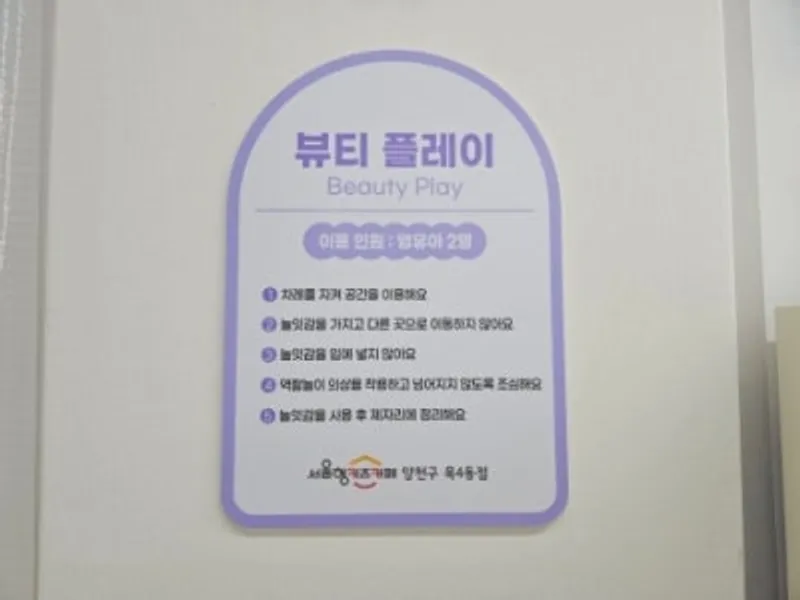 뷰티 플레이
Beauty Play
이용 인원 : 영유아 2명
1 차례를 지켜 공간을 이용해요
2 놀잇감을 가지고 다른 곳으로 이동하지 않아요
3 놀잇감을 입에 넣지 않아요
4 역할놀이 의상을 착용하고 넘어지지 않도록 조심해요
5 놀잇감을 사용 후 제자리에 정리해요
서울형키즈카페 양천구 목4동점